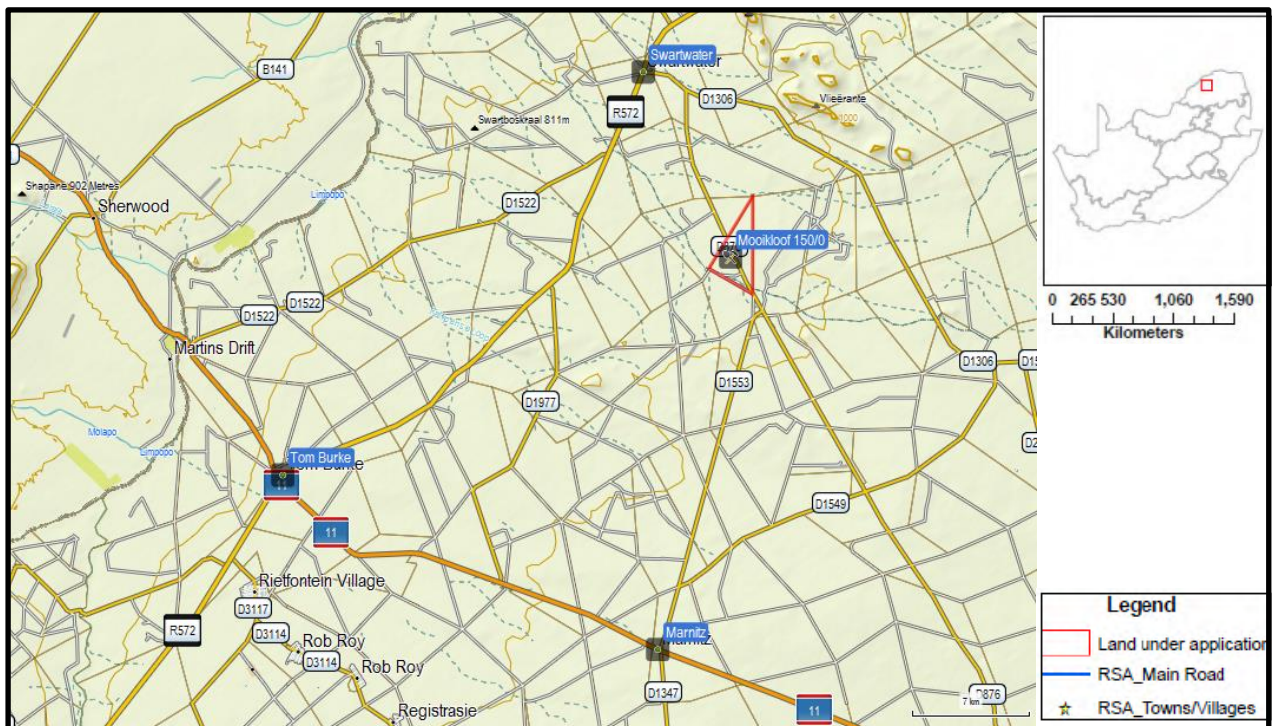 Swartwater
B141
D1306
R572
Vlieërante
1000
Swartboskraal 811m
Shapane 902 Metres
Limpopo
Sherwood
D1522
Mooikloof 150/0
D1522
D1522
Martins Drift
D1306
D1553
D1977
Molapo
Limpopo
Tom Burke
11
11
D1549
Rietfontein Village
D3117
R572
D3114
Rob Roy
D3114
Rob Roy
Marnitz
D1347
D876
7 km
11
Registrasie
0 265 530 1,060 1,590
Kilometers
Legend
Land under application
RSA_Main Road
RSA_Towns/Villages